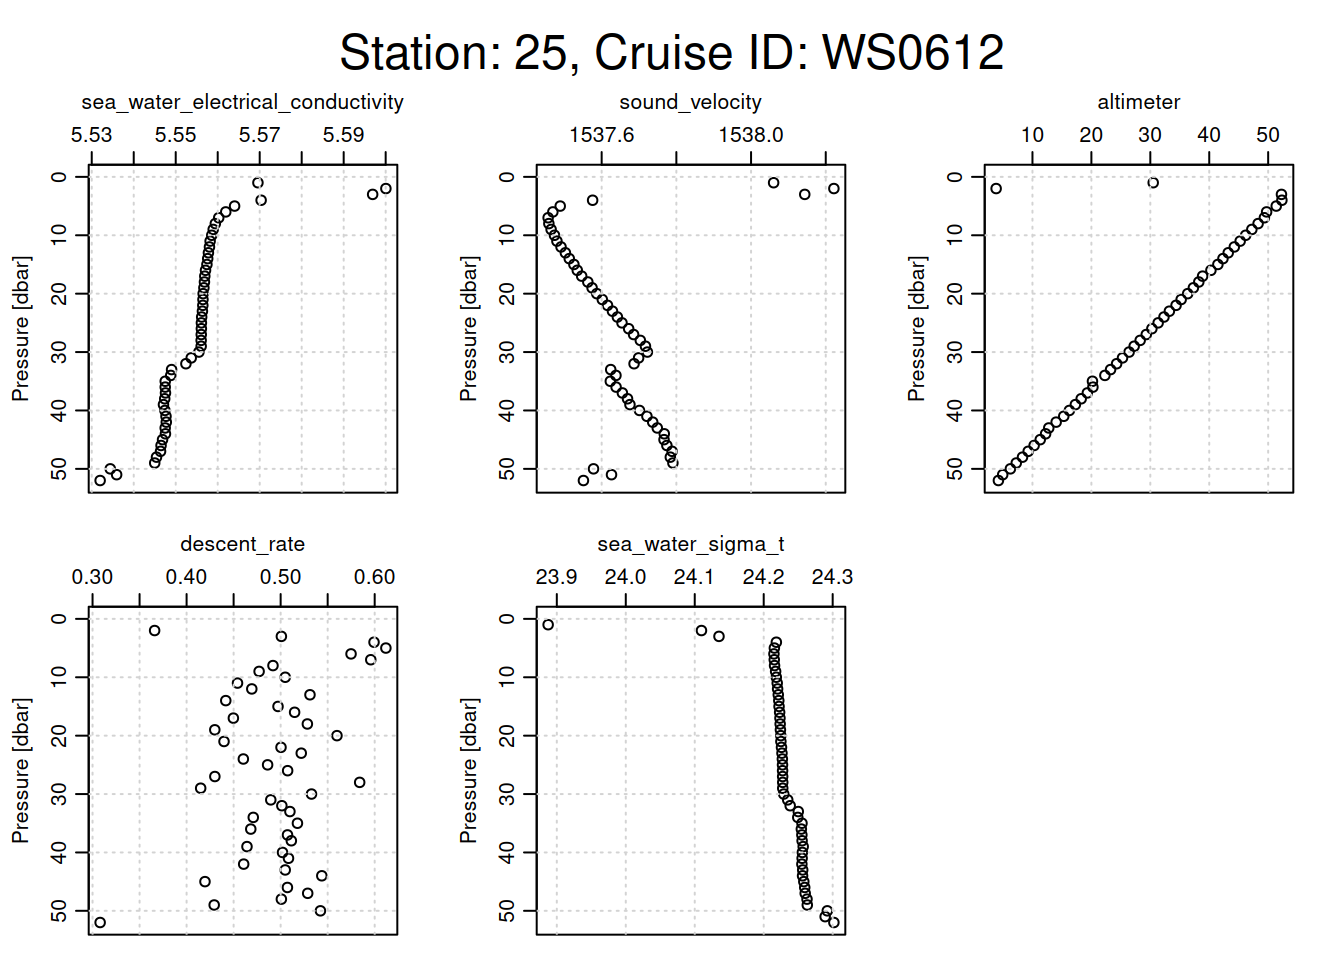 Station: 25, Cruise ID: WS0612
sea_water_electrical_conductivity
5.53 5.55 5.57 5.59
Pressure [dbar]
0
10
20
30
40
50
sound_velocity
1537.6 1538.0
Pressure [dbar]
0
10
20
30
40
50
altimeter
10 20 30 40 50
Pressure [dbar]
0
10
20
30
40
50
descent_rate
0.30 0.40 0.50 0.60
Pressure [dbar]
0
10
20
30
40
50
sea_water_sigma_t
23.9 24.0 24.1 24.2 24.3
Pressure [dbar]
0
10
20
30
40
50